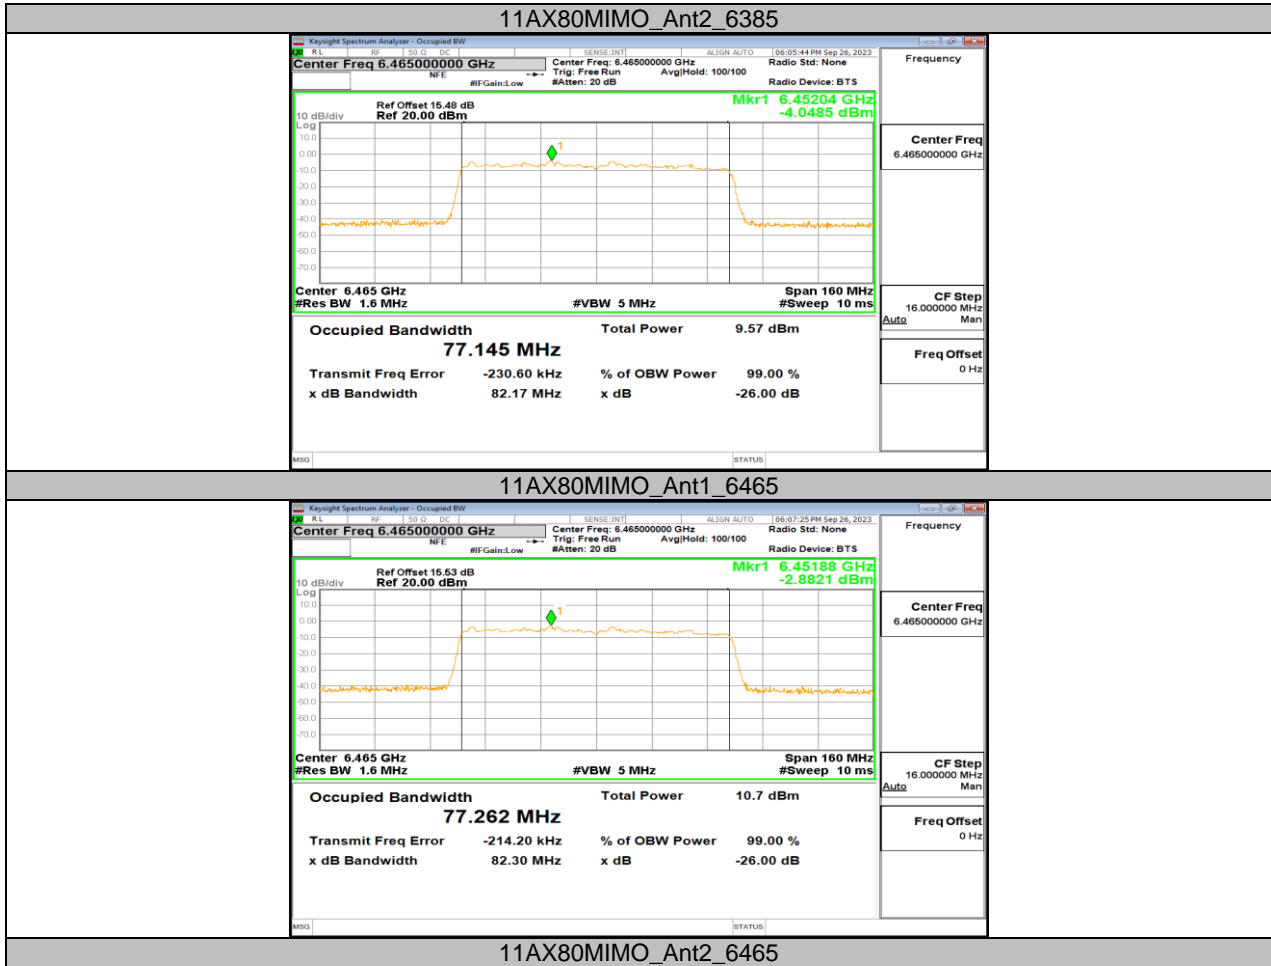 11AX80MIMO_Ant2_6385
Keysight Spectrum Analyzer - Occupied BW
RL RF 50 Ω DC SENSE:INT ALIGN AUTO 06:05:44 PM Sep 26, 2023
Center Freq 6.465000000 GHz
NFE
#IFGain:Low
Center Freq: 6.465000000 GHz
Trig: Free Run Avg|Hold: 100/100
#Atten: 20 dB
Radio Std: None
Radio Device: BTS
Frequency
Ref Offset 15.48 dB
10 dB/div Ref 20.00 dBm
Log
Mkr1 6.45204 GHz
-4.0485 dBm
10.0
0.00
-10.0
-20.0
-30.0
-40.0
-50.0
-60.0
-70.0
1
Center Freq
6.465000000 GHz
Center 6.465 GHz Span 160 MHz
#Res BW 1.6 MHz #VBW 5 MHz #Sweep 10 ms
CF Step
16.000000 MHz
Auto Man
Freq Offset
0 Hz
Occupied Bandwidth Total Power 9.57 dBm
77.145 MHz
Transmit Freq Error -230.60 kHz % of OBW Power 99.00 %
x dB Bandwidth 82.17 MHz x dB -26.00 dB
MSG STATUS
11AX80MIMO_Ant1_6465
Keysight Spectrum Analyzer - Occupied BW
RL RF 50 Ω DC SENSE:INT ALIGN AUTO 06:07:25 PM Sep 26, 2023
Center Freq 6.465000000 GHz
NFE
#IFGain:Low
Center Freq: 6.465000000 GHz
Trig: Free Run Avg|Hold: 100/100
#Atten: 20 dB
Radio Std: None
Radio Device: BTS
Frequency
Ref Offset 15.53 dB
10 dB/div Ref 20.00 dBm
Log
Mkr1 6.45188 GHz
-2.8821 dBm
10.0
0.00
-10.0
-20.0
-30.0
-40.0
-50.0
-60.0
-70.0
1
Center Freq
6.465000000 GHz
Center 6.465 GHz Span 160 MHz
#Res BW 1.6 MHz #VBW 5 MHz #Sweep 10 ms
CF Step
16.000000 MHz
Auto Man
Freq Offset
0 Hz
Occupied Bandwidth Total Power 10.7 dBm
77.262 MHz
Transmit Freq Error -214.20 kHz % of OBW Power 99.00 %
x dB Bandwidth 82.30 MHz x dB -26.00 dB
MSG STATUS
11AX80MIMO_Ant2_6465